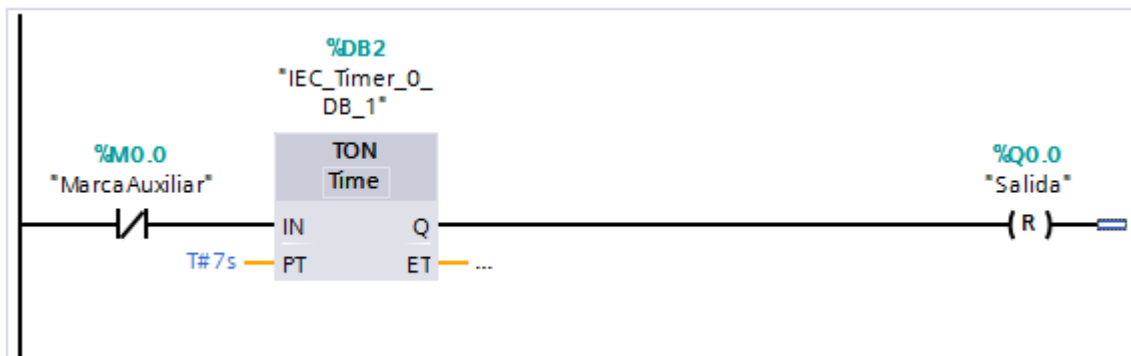 %DB2
"IEC_Timer_0_
DB_1"
%M0.0
"MarcaAuxiliar"
TON
Time
%Q0.0
"Salida"
IN
Q
R
T#7s
PT
ET
...